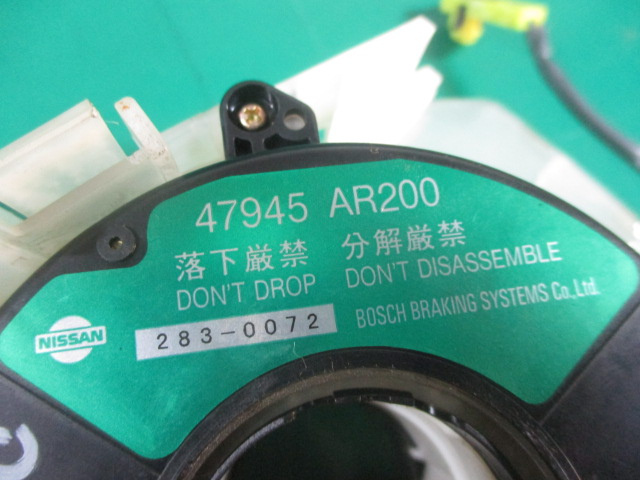 47945 AR200
落下厳禁 分解厳禁
DON'T DROP DON'T DISASSEMBLE
NISSAN
283-0072
BOSCH BRAKING SYSTEMS Co.,Ltd.
C